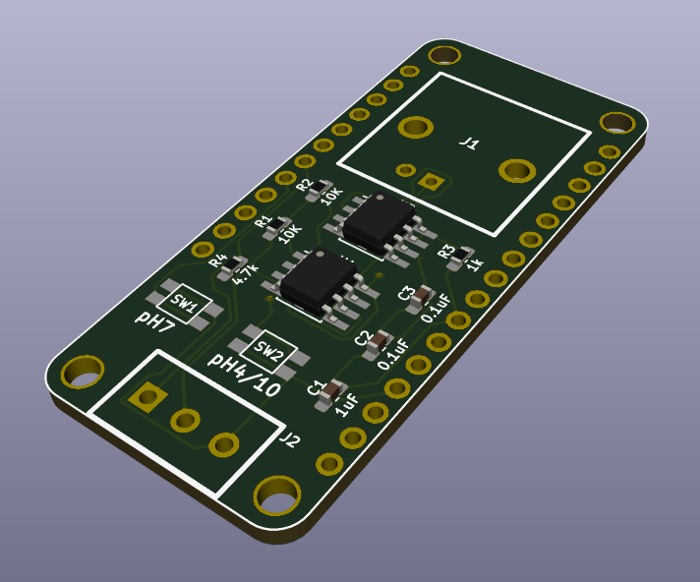 J1
R2
10K
R1
10K
R3
1k
R4
4.7k
C3
0.1uF
SW1
pH7
C2
0.1uF
SW2
pH4/10
C1
1uF
J2